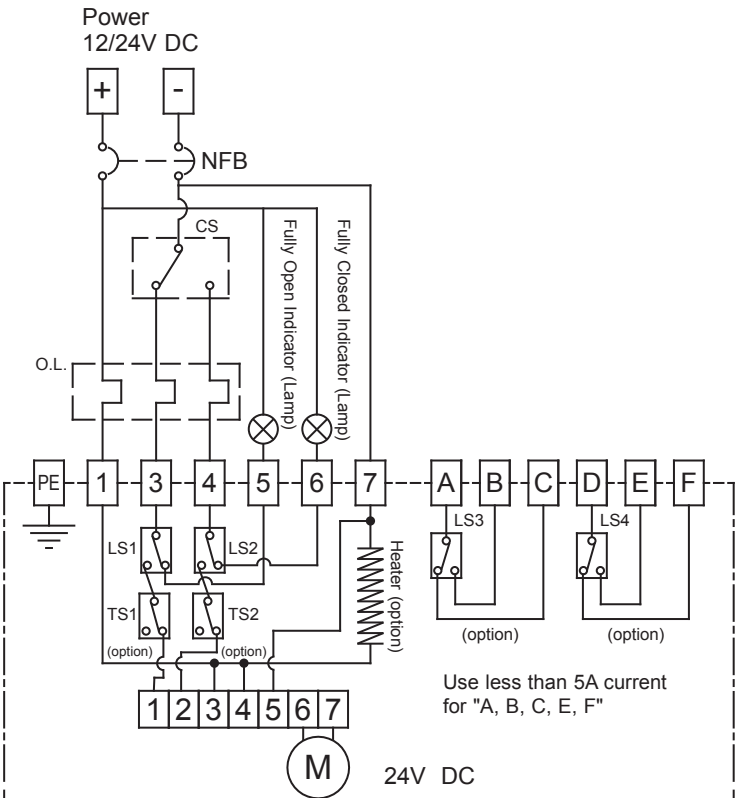 Power
12/24V DC
+ -
NFB
CS
Fully Open Indicator (Lamp)
Fully Closed Indicator (Lamp)
O.L.
PE 1 3 4 5 6 7 A B C D E F
LS1 LS2 LS3 LS4
Heater (option)
TS1 TS2
(option) (option) (option) (option)
Use less than 5A current
for "A, B, C, E, F"
1 2 3 4 5 6 7
M
24V DC